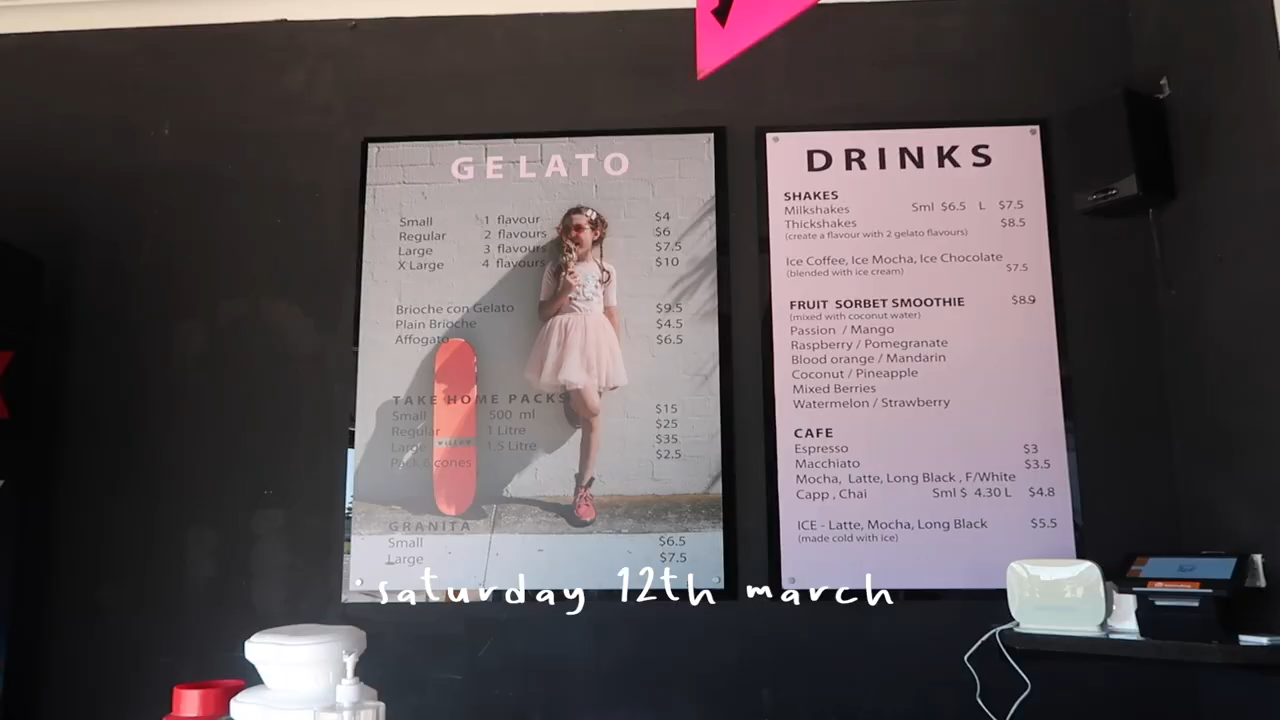 GELATO
Small 1 flavour $4
Regular 2 flavours $6
Large 3 flavours $7.5
X Large 4 flavours $10
Brioche con Gelato $9.5
Plain Brioche $4.5
Affogato $6.5
TAKE HOME PACKS
Small 500 ml $15
Regular 1 Litre $25
Large 1.5 Litre $35
Pack 6 cones $2.5
GRANITA
Small $6.5
Large $7.5
DRINKS
SHAKES
Milkshakes Sml $6.5 L $7.5
Thickshakes $8.5
(create a flavour with 2 gelato flavours)
Ice Coffee, Ice Mocha, Ice Chocolate
(blended with ice cream) $7.5
FRUIT SORBET SMOOTHIE $8.9
(mixed with coconut water)
Passion / Mango
Raspberry / Pomegranate
Blood orange / Mandarin
Coconut / Pineapple
Mixed Berries
Watermelon / Strawberry
CAFE
Espresso $3
Macchiato $3.5
Mocha, Latte, Long Black , F/White
Capp , Chai Sml $ 4.30 L $4.8
ICE - Latte, Mocha, Long Black $5.5
(made cold with ice)
saturday 12th march